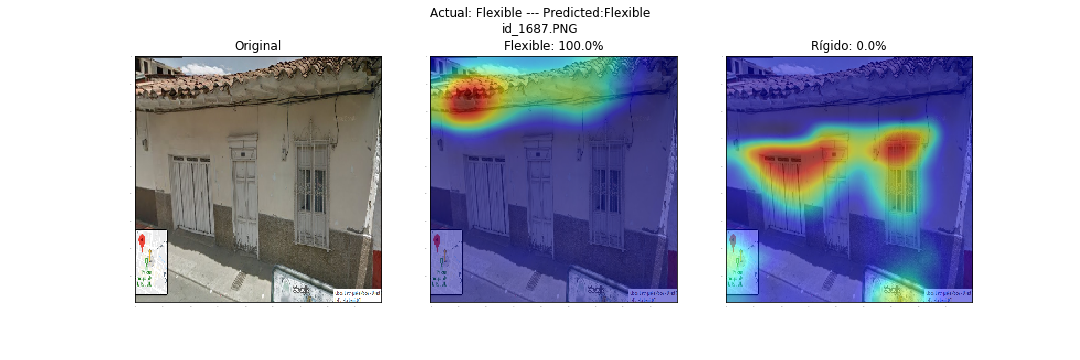 Actual: Flexible --- Predicted:Flexible
id_1687.PNG
Original
Flexible: 100.0%
Rígido: 0.0%